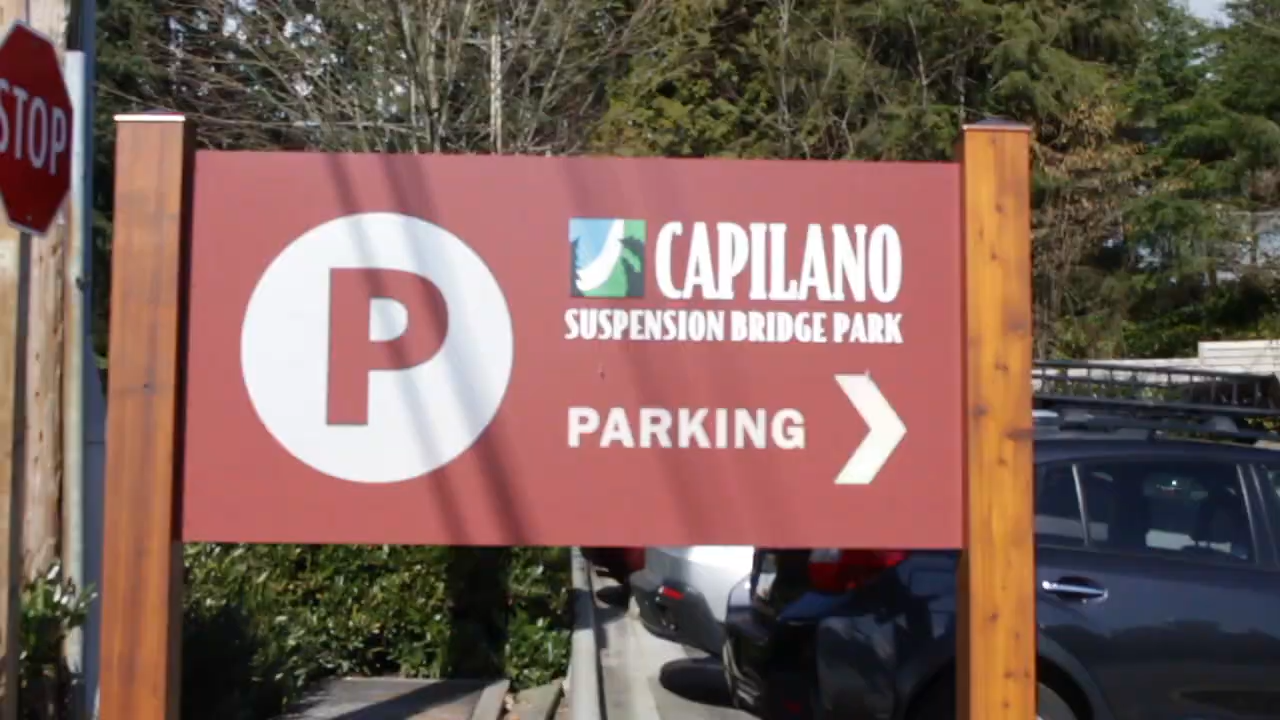 STOP
P
CAPILANO
SUSPENSION BRIDGE PARK
PARKING